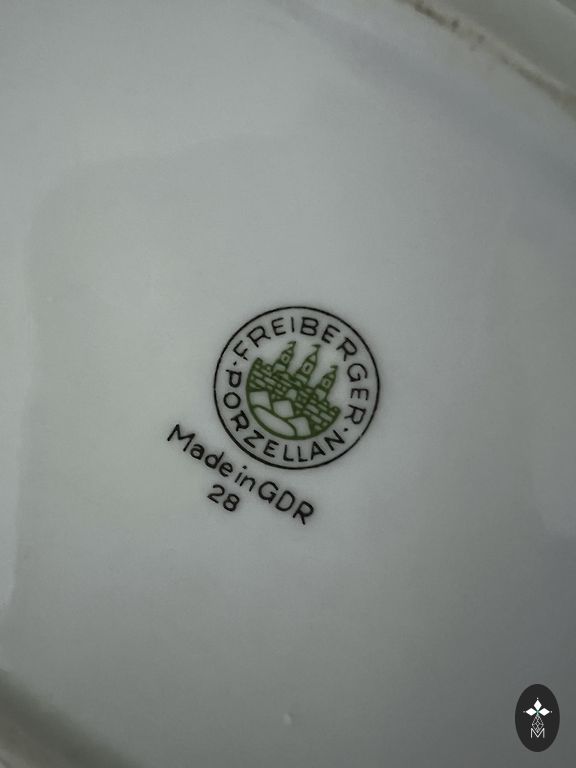 ·FREIBERGER·
PORZELLAN
Made in GDR
28
M